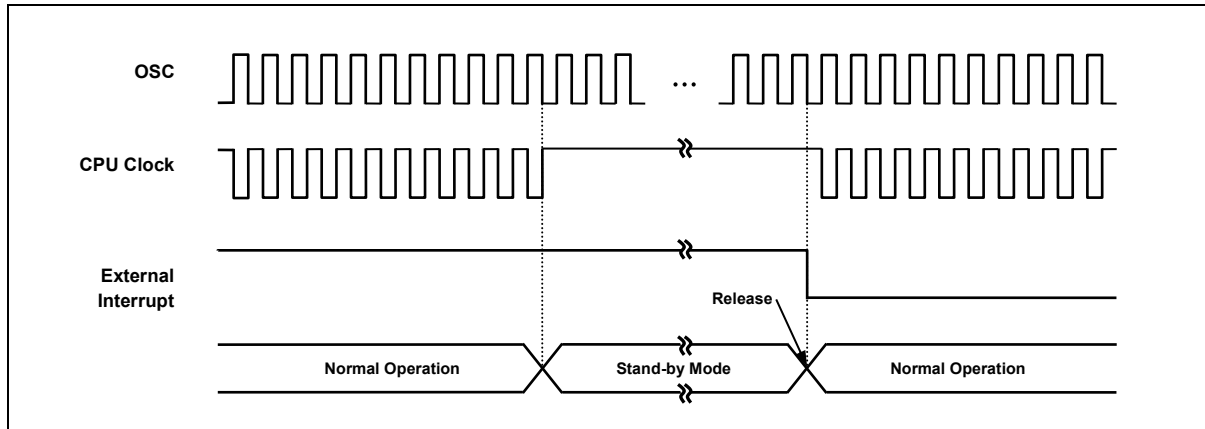 OSC
...
CPU Clock
External
Interrupt
Release
Normal Operation
Stand-by Mode
Normal Operation